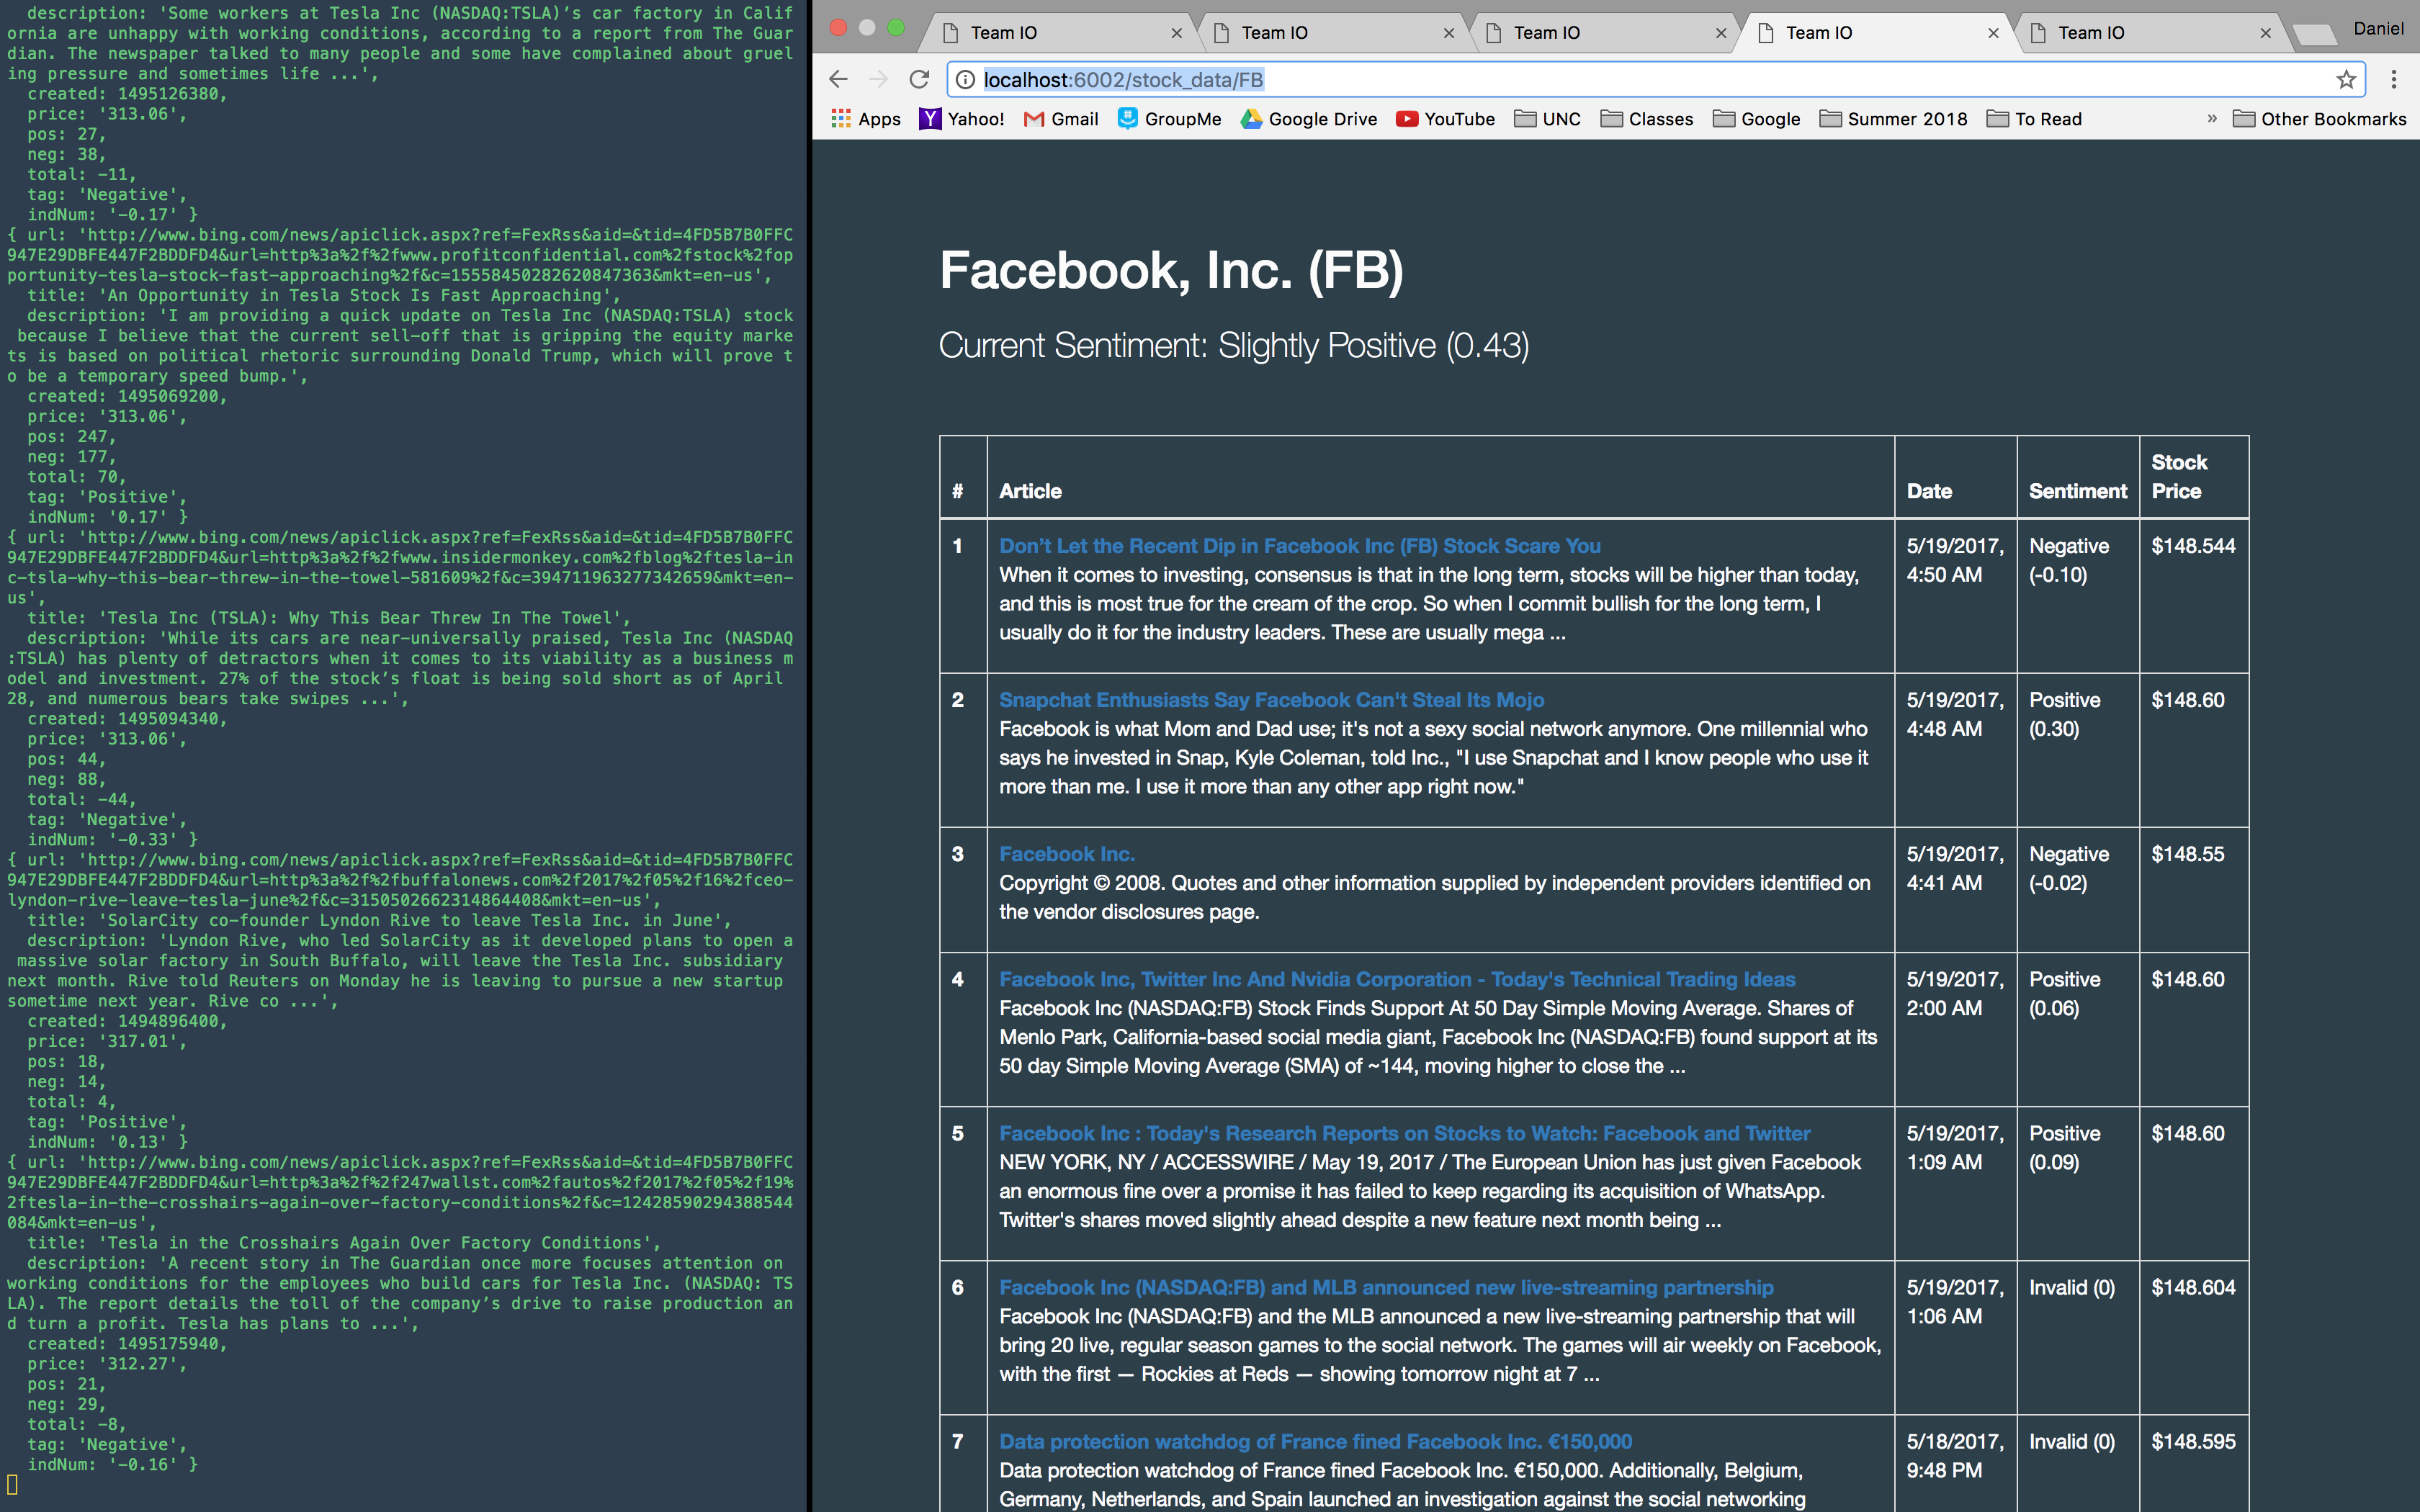 description: 'Some workers at Tesla Inc (NASDAQ:TSLA)’s car factory in Calif
ornia are unhappy with working conditions, according to a report from The Guar
dian. The newspaper talked to many people and some have complained about gruel
ing pressure and sometimes life ...',
created: 1495126380,
price: '313.06',
pos: 27,
neg: 38,
total: -11,
tag: 'Negative',
indNum: '-0.17' }
{ url: 'http://www.bing.com/news/apiclick.aspx?ref=FexRss&aid=&tid=4FD5B7B0FFC
947E29DBFE447F2BDDFD4&url=http%3a%2f%2fwww.profitconfidential.com%2fstock%2fop
portunity-tesla-stock-fast-approaching%2f&c=15558450282620847363&mkt=en-us',
title: 'An Opportunity in Tesla Stock Is Fast Approaching',
description: 'I am providing a quick update on Tesla Inc (NASDAQ:TSLA) stock
because I believe that the current sell-off that is gripping the equity marke
ts is based on political rhetoric surrounding Donald Trump, which will prove t
o be a temporary speed bump.',
created: 1495069200,
price: '313.06',
pos: 247,
neg: 177,
total: 70,
tag: 'Positive',
indNum: '0.17' }
{ url: 'http://www.bing.com/news/apiclick.aspx?ref=FexRss&aid=&tid=4FD5B7B0FFC
947E29DBFE447F2BDDFD4&url=http%3a%2f%2fwww.insidermonkey.com%2fblog%2ftesla-in
c-tsla-why-this-bear-threw-in-the-towel-581609%2f&c=3947119632773426​59&mkt=en-
us',
title: 'Tesla Inc (TSLA): Why This Bear Threw In The Towel',
description: 'While its cars are near-universally praised, Tesla Inc (NASDAQ
:TSLA) has plenty of detractors when it comes to its viability as a business m
odel and investment. 27% of the stock’s float is being sold short as of April
28, and numerous bears take swipes ...',
created: 1495094340,
price: '313.06',
pos: 44,
neg: 88,
total: -44,
tag: 'Negative',
indNum: '-0.33' }
{ url: 'http://www.bing.com/news/apiclick.aspx?ref=FexRss&aid=&tid=4FD5B7B0FFC
947E29DBFE447F2BDDFD4&url=http%3a%2f%2fbuffalonews.com%2f2017%2f05%2f16%2fceo-
lyndon-rive-leave-tesla-june%2f&c=3150502662314864408&mkt=en-us',
title: 'SolarCity co-founder Lyndon Rive to leave Tesla Inc. in June',
description: 'Lyndon Rive, who led SolarCity as it developed plans to open a
massive solar factory in South Buffalo, will leave the Tesla Inc. subsidiary
next month. Rive told Reuters on Monday he is leaving to pursue a new startup
sometime next year. Rive co ...',
created: 1494896400,
price: '317.01',
pos: 18,
neg: 14,
total: 4,
tag: 'Positive',
indNum: '0.13' }
{ url: 'http://www.bing.com/news/apiclick.aspx?ref=FexRss&aid=&tid=4FD5B7B0FFC
947E29DBFE447F2BDDFD4&url=http%3a%2f%2f247wallst.com%2fautos%2f2017%2f05%2f19%
2ftesla-in-the-crosshairs-again-over-factory-conditions%2f&c=12428590294388544
084&mkt=en-us',
title: 'Tesla in the Crosshairs Again Over Factory Conditions',
description: 'A recent story in The Guardian once more focuses attention on
working conditions for the employees who build cars for Tesla Inc. (NASDAQ: TS
LA). The report details the toll of the company’s drive to raise production an
d turn a profit. Tesla has plans to ...',
created: 1495175940,
price: '312.27',
pos: 21,
neg: 29,
total: -8,
tag: 'Negative',
indNum: '-0.16' }
Team IO
Team IO
Team IO
Team IO
Team IO
Daniel
localhost:6002/stock_data/FB
Apps Yahoo! Gmail GroupMe Google Drive YouTube UNC Classes Google Summer 2018 To Read » Other Bookmarks
Facebook, Inc. (FB)
Current Sentiment: Slightly Positive (0.43)
# Article Date Sentiment Stock
Price
1 Don’t Let the Recent Dip in Facebook Inc (FB) Stock Scare You 5/19/2017, Negative $148.544
When it comes to investing, consensus is that in the long term, stocks will be higher than today, 4:50 AM (-0.10)
and this is most true for the cream of the crop. So when I commit bullish for the long term, I
usually do it for the industry leaders. These are usually mega ...
2 Snapchat Enthusiasts Say Facebook Can't Steal Its Mojo 5/19/2017, Positive $148.60
Facebook is what Mom and Dad use; it's not a sexy social network anymore. One millennial who 4:48 AM (0.30)
says he invested in Snap, Kyle Coleman, told Inc., "I use Snapchat and I know people who use it
more than me. I use it more than any other app right now."
3 Facebook Inc. 5/19/2017, Negative $148.55
Copyright © 2008. Quotes and other information supplied by independent providers identified on 4:41 AM (-0.02)
the vendor disclosures page.
4 Facebook Inc, Twitter Inc And Nvidia Corporation - Today's Technical Trading Ideas 5/19/2017, Positive $148.60
Facebook Inc (NASDAQ:FB) Stock Finds Support At 50 Day Simple Moving Average. Shares of 2:00 AM (0.06)
Menlo Park, California-based social media giant, Facebook Inc (NASDAQ:FB) found support at its
50 day Simple Moving Average (SMA) of ~144, moving higher to close the ...
5 Facebook Inc : Today's Research Reports on Stocks to Watch: Facebook and Twitter 5/19/2017, Positive $148.60
NEW YORK, NY / ACCESSWIRE / May 19, 2017 / The European Union has just given Facebook 1:09 AM (0.09)
an enormous fine over a promise it has failed to keep regarding its acquisition of WhatsApp.
Twitter's shares moved slightly ahead despite a new feature next month being ...
6 Facebook Inc (NASDAQ:FB) and MLB announced new live-streaming partnership 5/19/2017, Invalid (0) $148.604
Facebook Inc (NASDAQ:FB) and the MLB announced a new live-streaming partnership that will 1:06 AM
bring 20 live, regular season games to the social network. The games will air weekly on Facebook,
with the first — Rockies at Reds — showing tomorrow night at 7 ...
7 Data protection watchdog of France fined Facebook Inc. €150,000 5/18/2017, Invalid (0) $148.595
Data protection watchdog of France fined Facebook Inc. €150,000. Additionally, Belgium, 9:48 PM
Germany, Netherlands, and Spain launched an investigation against the social networking